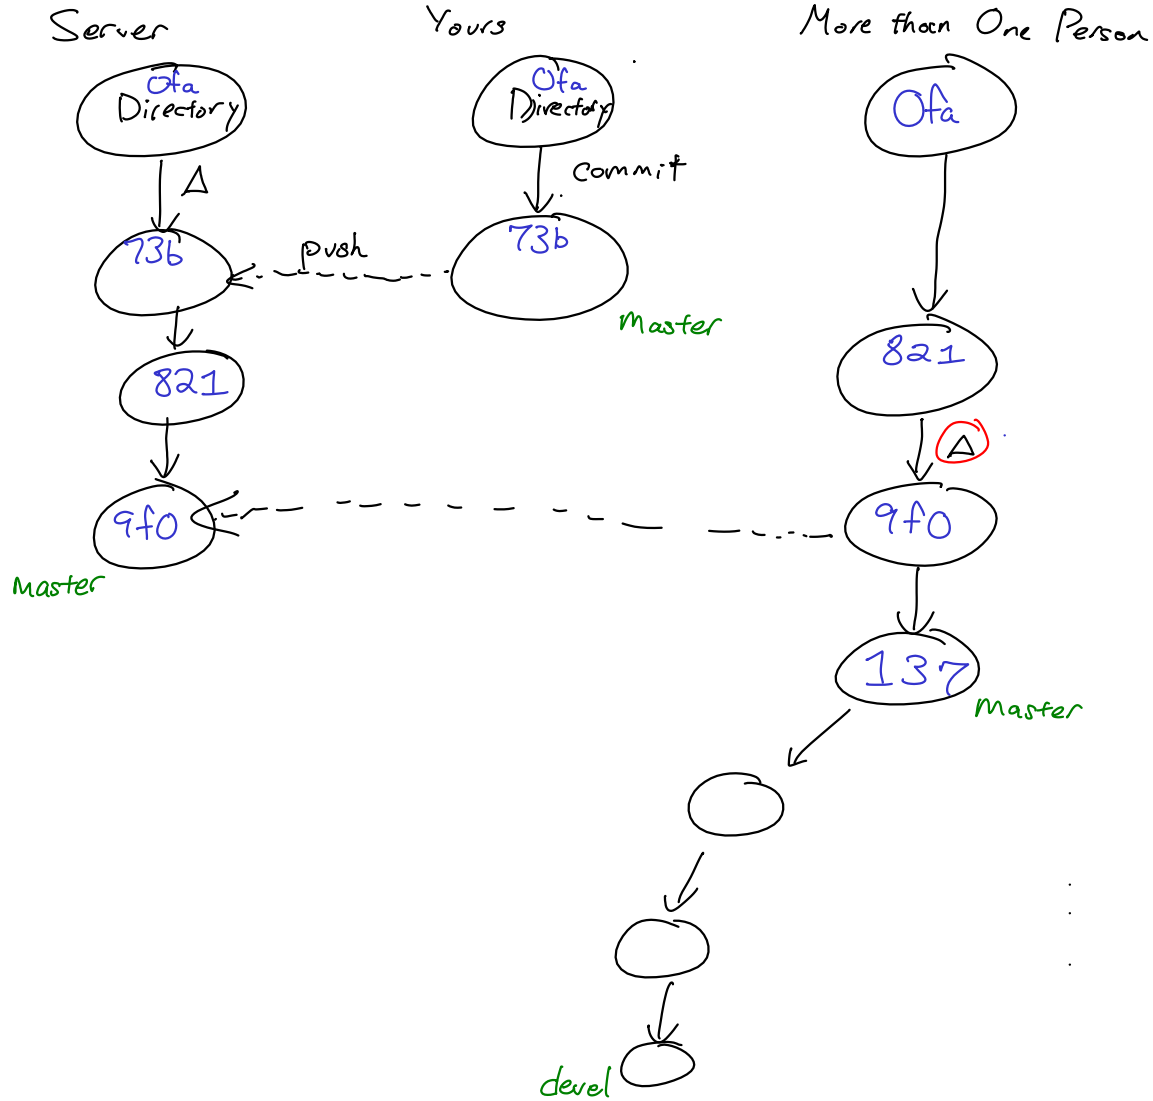 Server
Yours
More than One Person
0fa
Directory
0fa
Directory
0fa
Δ
commit
73b
push
73b
Master
821
821
Δ
9f0
9f0
Master
137
Master
devel